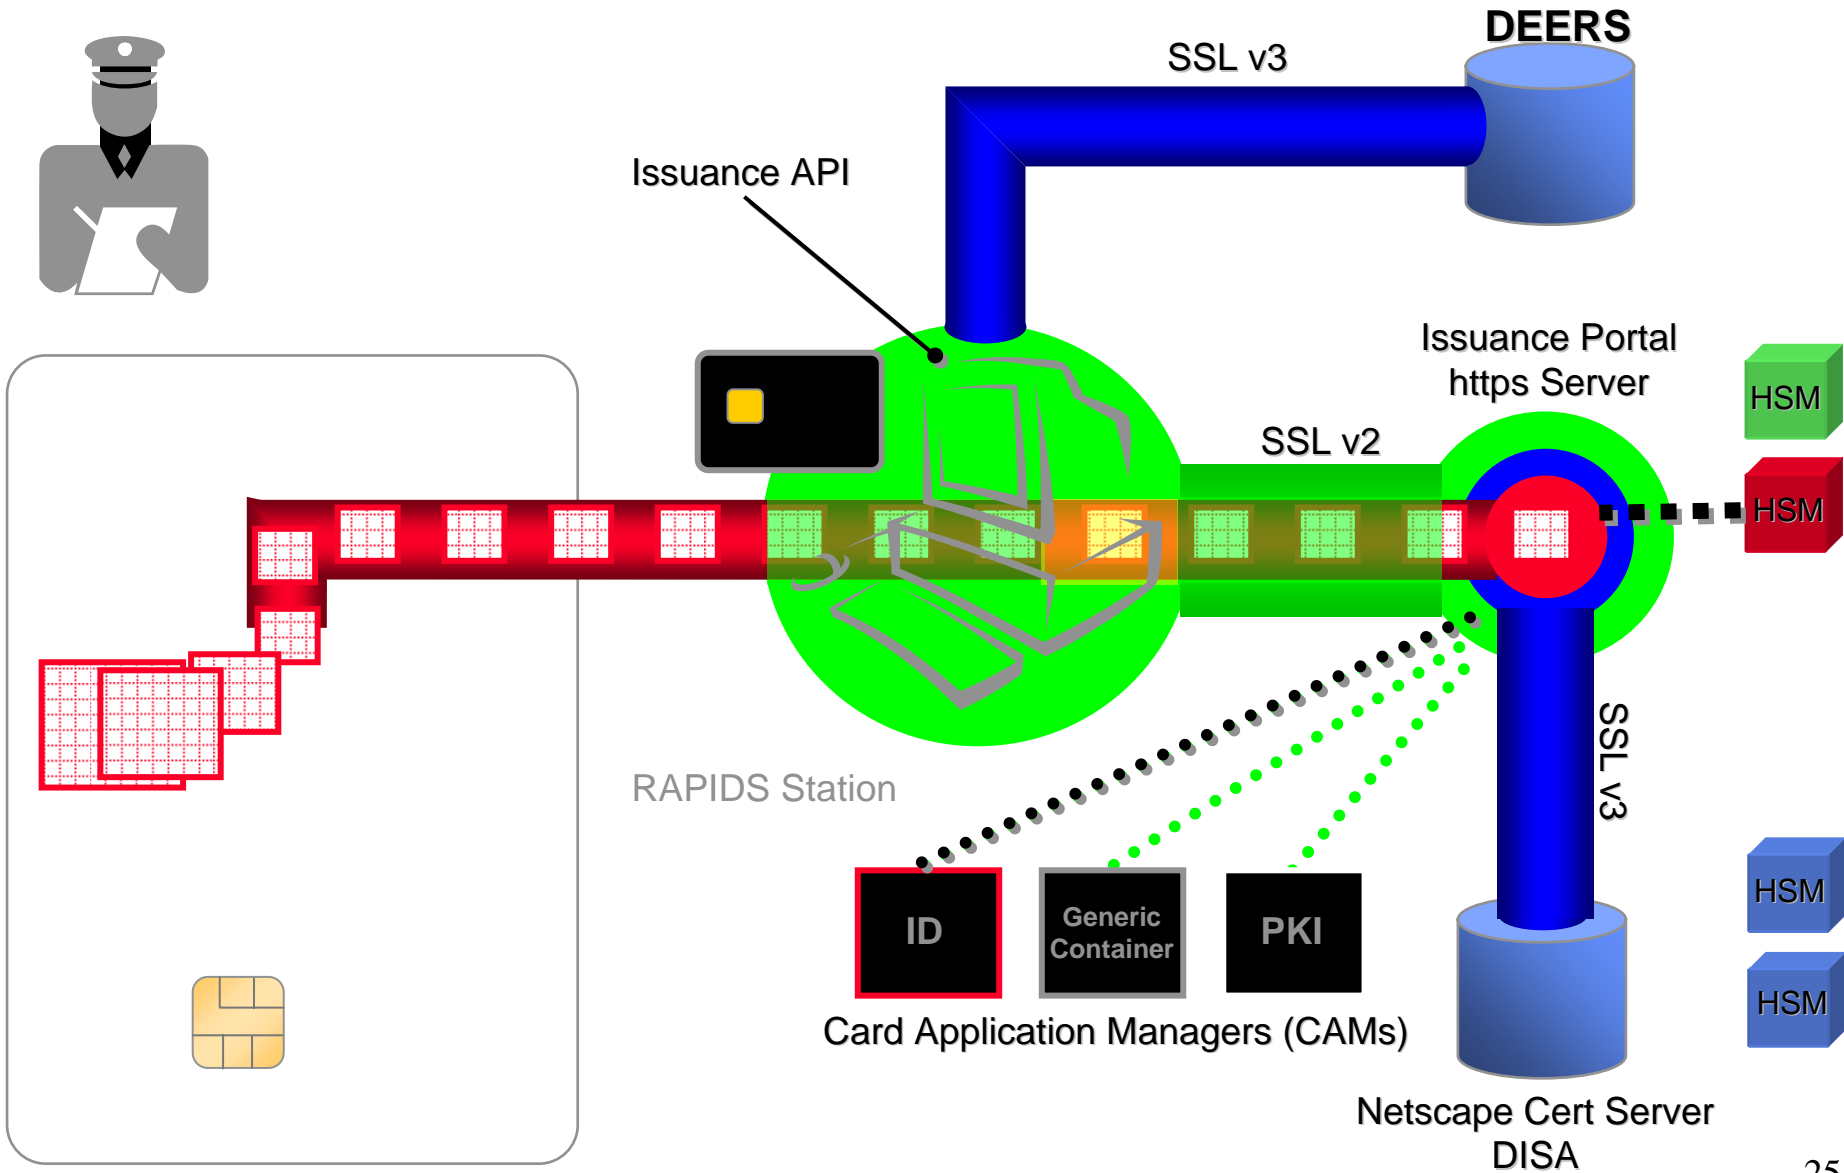 DEERS
SSL v3
Issuance API
Issuance Portal
https Server
HSM
SSL v2
HSM
SSL v3
RAPIDS Station
HSM
ID
Generic
Container
PKI
HSM
Card Application Managers (CAMs)
Netscape Cert Server
DISA
25